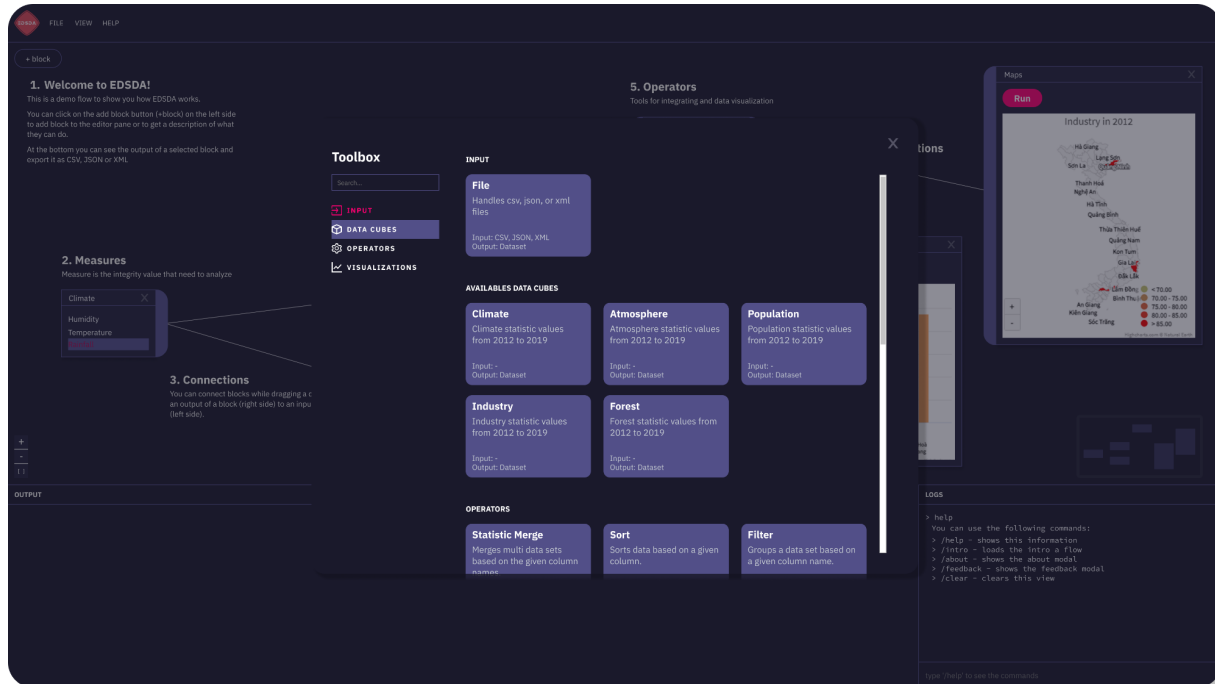 EDSDA
FILE VIEW HELP
+ block
1. Welcome to EDSDA!
This is a demo flow to show you how EDSDA works.
You can click on the add block button (+block) on the left side
to add block to the editor pane or to get a description of what
they can do.
At the bottom you can see the output of a selected block and
export it as CSV, JSON or XML
2. Measures
Measure is the integrity value that need to analyze
Climate X
Humidity
Temperature
3. Connections
You can connect blocks while dragging a c
an output of a block (right side) to an inpu
(left side).
+
-
5. Operators
Tools for integrating and data visualization
tions
X
Toolbox
Search...
INPUT
DATA CUBES
OPERATORS
VISUALIZATIONS
X
INPUT
File
Handles csv, json, or xml
files
Input: CSV, JSON, XML
Output: Dataset
AVAILABLES DATA CUBES
Climate
Climate statistic values
from 2012 to 2019
Input: -
Output: Dataset
Atmosphere
Atmosphere statistic values
from 2012 to 2019
Input: -
Output: Dataset
Population
Population statistic values
from 2012 to 2019
Input: -
Output: Dataset
Industry
Industry statistic values
from 2012 to 2019
Input: -
Output: Dataset
Forest
Forest statistic values from
2012 to 2019
Input: -
Output: Dataset
OPERATORS
Statistic Merge
Merges multi data sets
based on the given column
names
Sort
Sorts data based on a given
column.
Filter
Groups a data set based on
a given column name.
Maps X
Run
Industry in 2012
Hà Giang
Lạng Sơn
Sơn La
Thanh Hoá
Nghệ An
Hà Tĩnh
Quảng Bình
Thừa Thiên Huế
Quảng Nam
Kon Tum
Gia Lai
Đắk Lắk
Lâm Đồng
Bình Thu
An Giang
Kiên Giang
Sóc Trăng
+
-
< 70.00
70.00 - 75.00
75.00 - 80.00
80.00 - 85.00
> 85.00
OUTPUT
LOGS
> help
You can use the following commands:
> /help - shows this information
> /intro - loads the intro a flow
> /about - shows the about modal
> /feedback - shows the feedback modal
> /clear - clears this view
type '/help' to see the commands